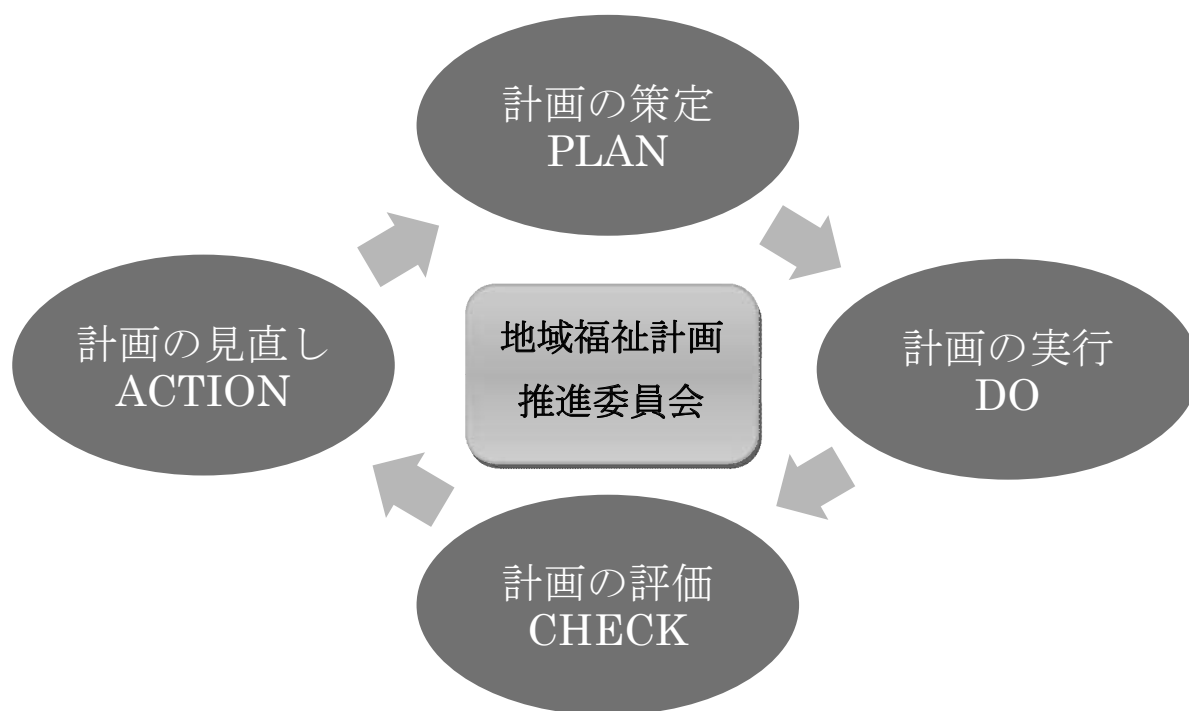 計画の策定
PLAN
計画の見直し
ACTION
地域福祉計画
推進委員会
計画の実行
DO
計画の評価
CHECK